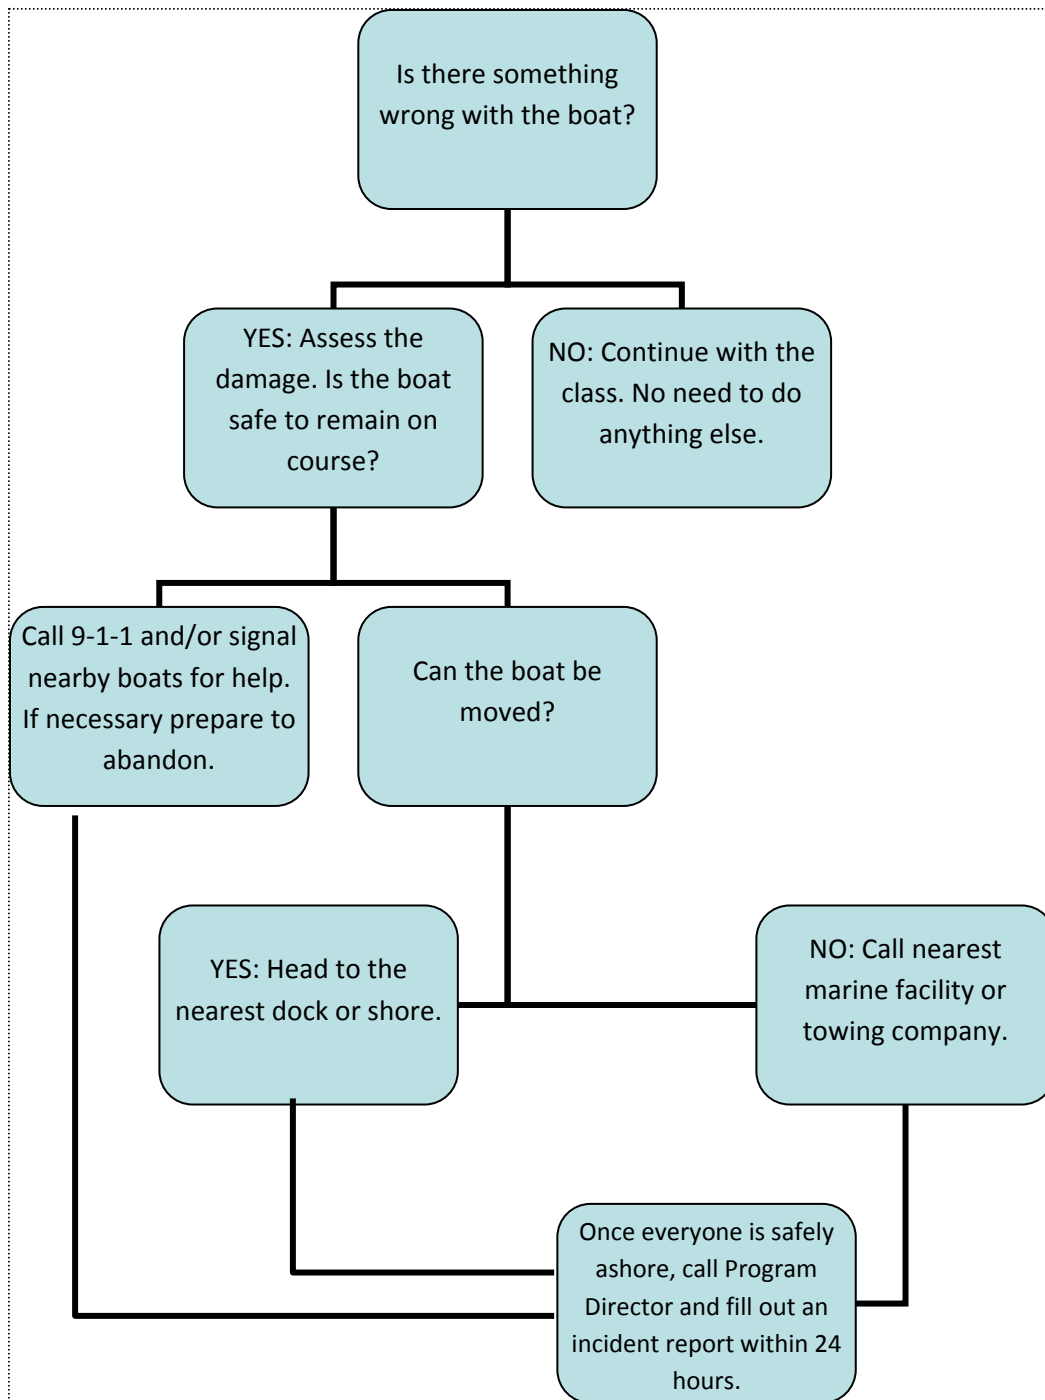 Is there something
wrong with the boat?
YES: Assess the
damage. Is the boat
safe to remain on
course?
NO: Continue with the
class. No need to do
anything else.
Call 9-1-1 and/or signal
nearby boats for help.
If necessary prepare to
abandon.
Can the boat be
moved?
YES: Head to the
nearest dock or shore.
NO: Call nearest
marine facility or
towing company.
Once everyone is safely
ashore, call Program
Director and fill out an
incident report within 24
hours.